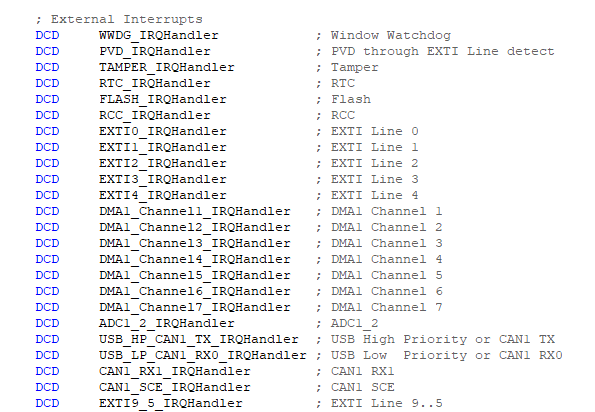 ; External Interrupts
DCD WWDG_IRQHandler ; Window Watchdog
DCD PVD_IRQHandler ; PVD through EXTI Line detect
DCD TAMPER_IRQHandler ; Tamper
DCD RTC_IRQHandler ; RTC
DCD FLASH_IRQHandler ; Flash
DCD RCC_IRQHandler ; RCC
DCD EXTI0_IRQHandler ; EXTI Line 0
DCD EXTI1_IRQHandler ; EXTI Line 1
DCD EXTI2_IRQHandler ; EXTI Line 2
DCD EXTI3_IRQHandler ; EXTI Line 3
DCD EXTI4_IRQHandler ; EXTI Line 4
DCD DMA1_Channel1_IRQHandler ; DMA1 Channel 1
DCD DMA1_Channel2_IRQHandler ; DMA1 Channel 2
DCD DMA1_Channel3_IRQHandler ; DMA1 Channel 3
DCD DMA1_Channel4_IRQHandler ; DMA1 Channel 4
DCD DMA1_Channel5_IRQHandler ; DMA1 Channel 5
DCD DMA1_Channel6_IRQHandler ; DMA1 Channel 6
DCD DMA1_Channel7_IRQHandler ; DMA1 Channel 7
DCD ADC1_2_IRQHandler ; ADC1_2
DCD USB_HP_CAN1_TX_IRQHandler ; USB High Priority or CAN1 TX
DCD USB_LP_CAN1_RX0_IRQHandler ; USB Low  Priority or CAN1 RX0
DCD CAN1_RX1_IRQHandler ; CAN1 RX1
DCD CAN1_SCE_IRQHandler ; CAN1 SCE
DCD EXTI9_5_IRQHandler ; EXTI Line 9..5